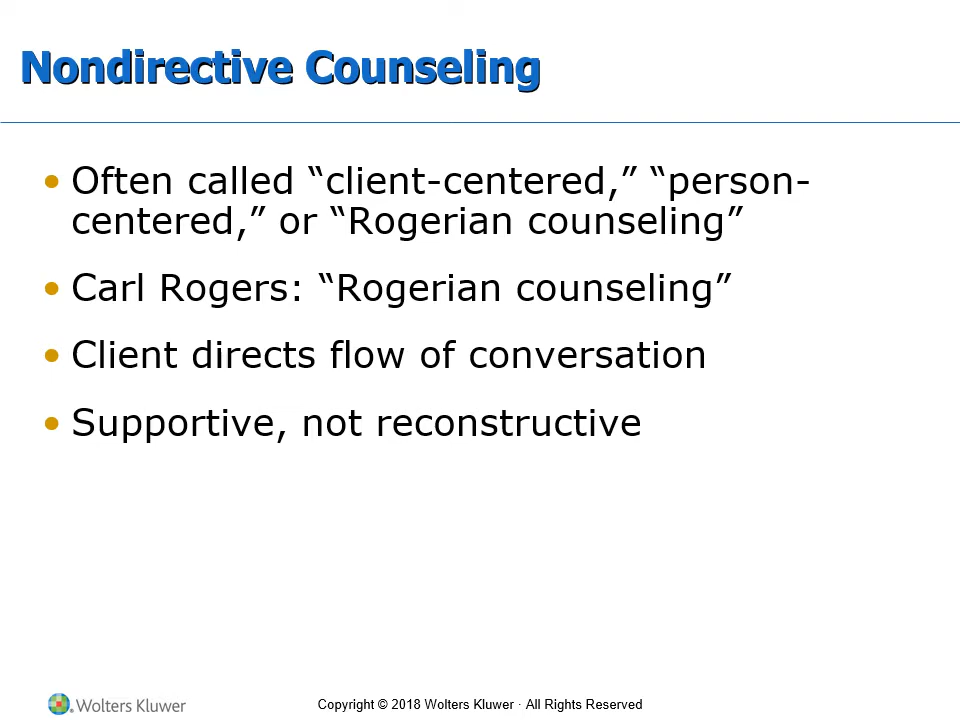 Nondirective Counseling
• Often called “client-centered,” “person-
centered,” or “Rogerian counseling”
• Carl Rogers: “Rogerian counseling”
• Client directs flow of conversation
• Supportive, not reconstructive
Wolters Kluwer
Copyright © 2018 Wolters Kluwer · All Rights Reserved